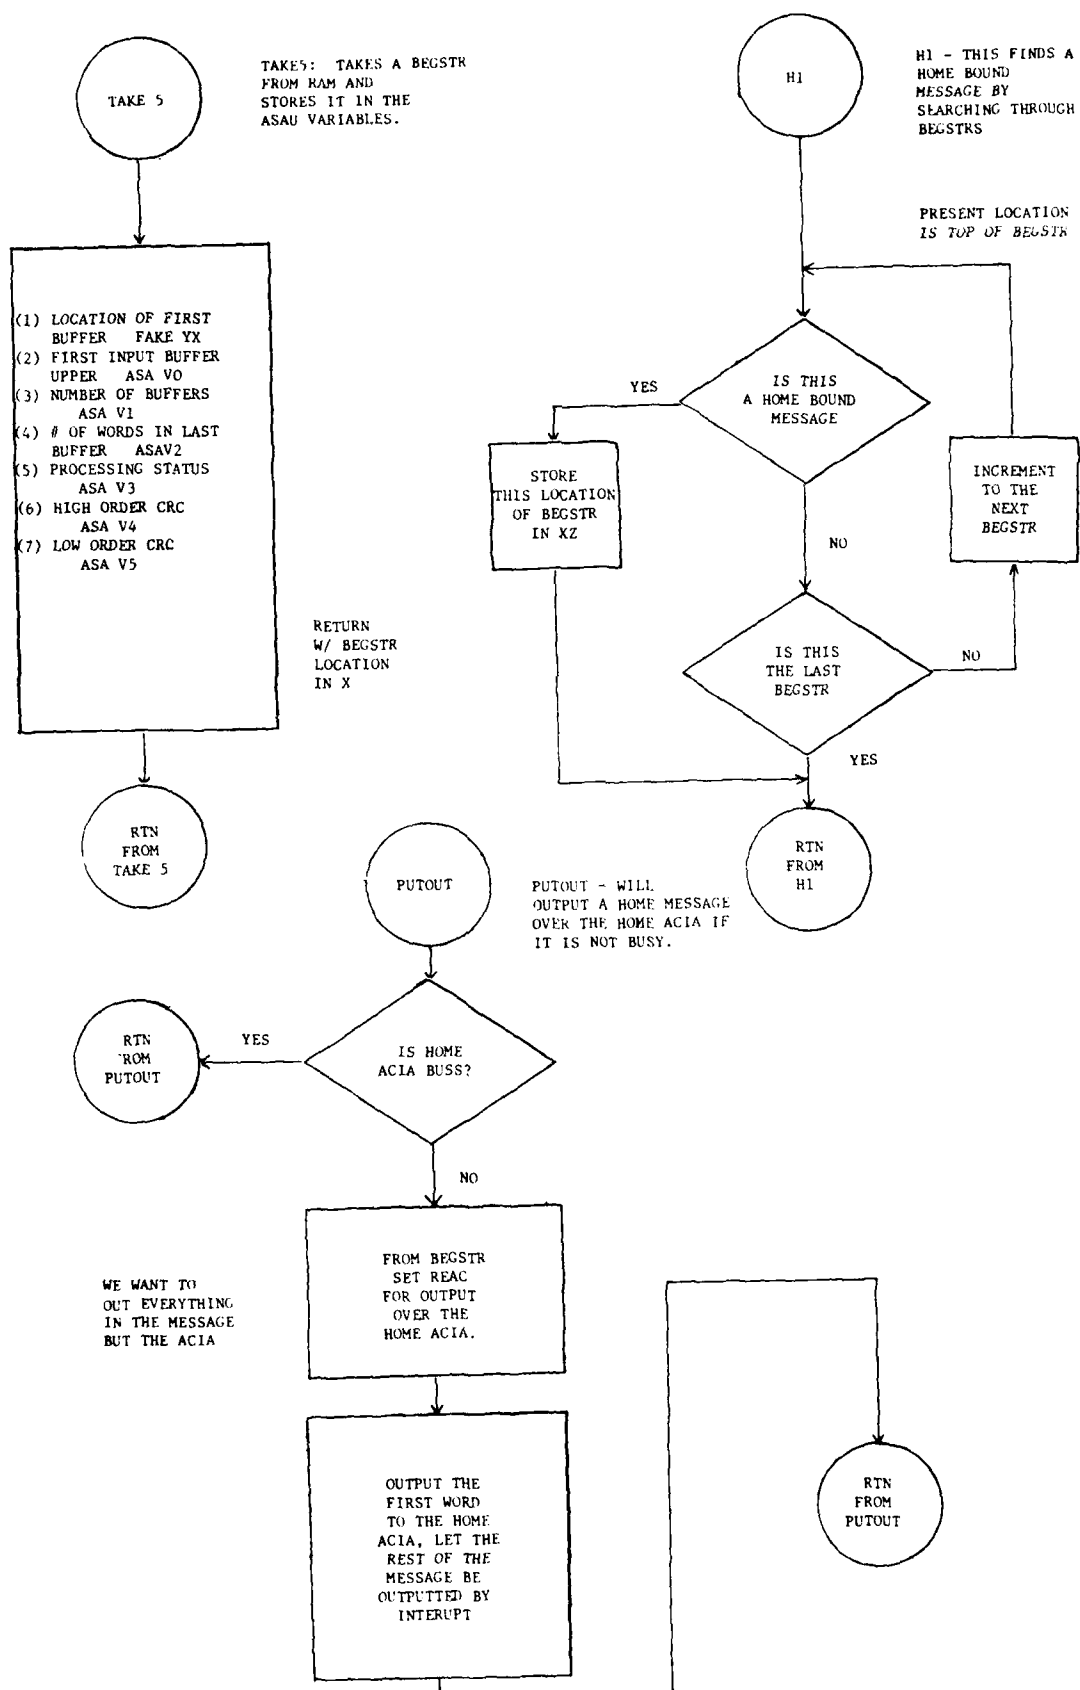 TAKE 5
TAKE5: TAKES A BEGSTR
FROM RAM AND
STORES IT IN THE
ASAU VARIABLES.
(1) LOCATION OF FIRST
BUFFER FAKE YX
(2) FIRST INPUT BUFFER
UPPER ASA V0
(3) NUMBER OF BUFFERS
ASA V1
(4) # OF WORDS IN LAST
BUFFER ASAV2
(5) PROCESSING STATUS
ASA V3
(6) HIGH ORDER CRC
ASA V4
(7) LOW ORDER CRC
ASA V5
RETURN
W/ BEGSTR
LOCATION
IN X
RTN
FROM
TAKE 5
H1
H1 - THIS FINDS A
HOME BOUND
MESSAGE BY
SEARCHING THROUGH
BEGSTRS
PRESENT LOCATION
IS TOP OF BEGSTR
IS THIS
A HOME BOUND
MESSAGE
YES
STORE
THIS LOCATION
OF BEGSTR
IN XZ
NO
INCREMENT
TO THE
NEXT
BEGSTR
IS THIS
THE LAST
BEGSTR
NO
YES
RTN
FROM
H1
PUTOUT
PUTOUT - WILL
OUTPUT A HOME MESSAGE
OVER THE HOME ACIA IF
IT IS NOT BUSY.
IS HOME
ACIA BUSS?
YES
RTN
ROM
PUTOUT
NO
FROM BEGSTR
SET REAC
FOR OUTPUT
OVER THE
HOME ACIA.
WE WANT TO
OUT EVERYTHING
IN THE MESSAGE
BUT THE ACIA
OUTPUT THE
FIRST WORD
TO THE HOME
ACIA, LET THE
REST OF THE
MESSAGE BE
OUTPUTTED BY
INTERUPT
RTN
FROM
PUTOUT